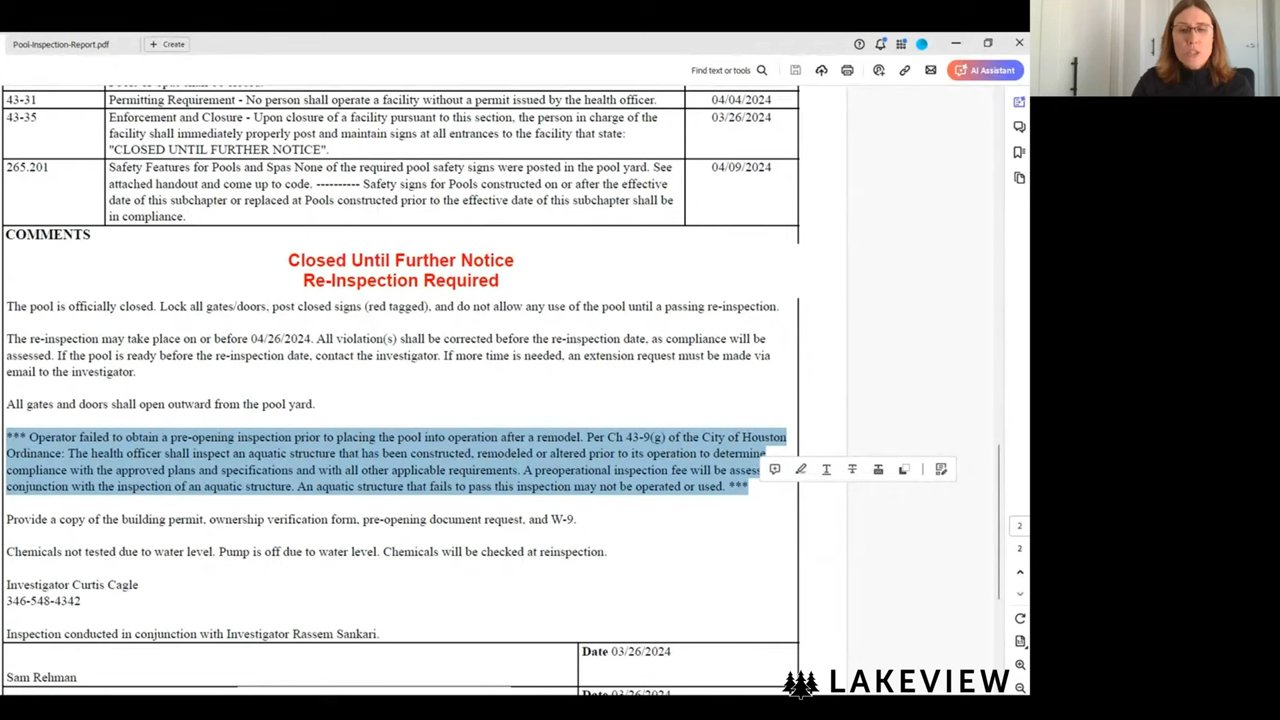 Pool-Inspection-Report.pdf
Create
Find text or tools
AI Assistant
43-31 Permitting Requirement - No person shall operate a facility without a permit issued by the health officer. 04/04/2024
43-35 Enforcement and Closure - Upon closure of a facility pursuant to this section, the person in charge of the 03/26/2024
facility shall immediately properly post and maintain signs at all entrances to the facility that state:
"CLOSED UNTIL FURTHER NOTICE".
265.201 Safety Features for Pools and Spas None of the required pool safety signs were posted in the pool yard. See 04/09/2024
attached handout and come up to code. ---------- Safety signs for Pools constructed on or after the effective
date of this subchapter or replaced at Pools constructed prior to the effective date of this subchapter shall be
in compliance.
COMMENTS
Closed Until Further Notice
Re-Inspection Required
The pool is officially closed. Lock all gates/doors, post closed signs (red tagged), and do not allow any use of the pool until a passing re-inspection.
The re-inspection may take place on or before 04/26/2024. All violation(s) shall be corrected before the re-inspection date, as compliance will be
assessed. If the pool is ready before the re-inspection date, contact the investigator. If more time is needed, an extension request must be made via
email to the investigator.
All gates and doors shall open outward from the pool yard.
*** Operator failed to obtain a pre-opening inspection prior to placing the pool into operation after a remodel. Per Ch 43-9(g) of the City of Houston
Ordinance: The health officer shall inspect an aquatic structure that has been constructed, remodeled or altered prior to its operation to determine
compliance with the approved plans and specifications and with all other applicable requirements. A preoperational inspection fee will be assess
conjunction with the inspection of an aquatic structure. An aquatic structure that fails to pass this inspection may not be operated or used. ***
Provide a copy of the building permit, ownership verification form, pre-opening document request, and W-9.
Chemicals not tested due to water level. Pump is off due to water level. Chemicals will be checked at reinspection.
Investigator Curtis Cagle
346-548-4342
Inspection conducted in conjunction with Investigator Rassem Sankari.
Date 03/26/2024
Sam Rehman
2
2
LAKEVIEW